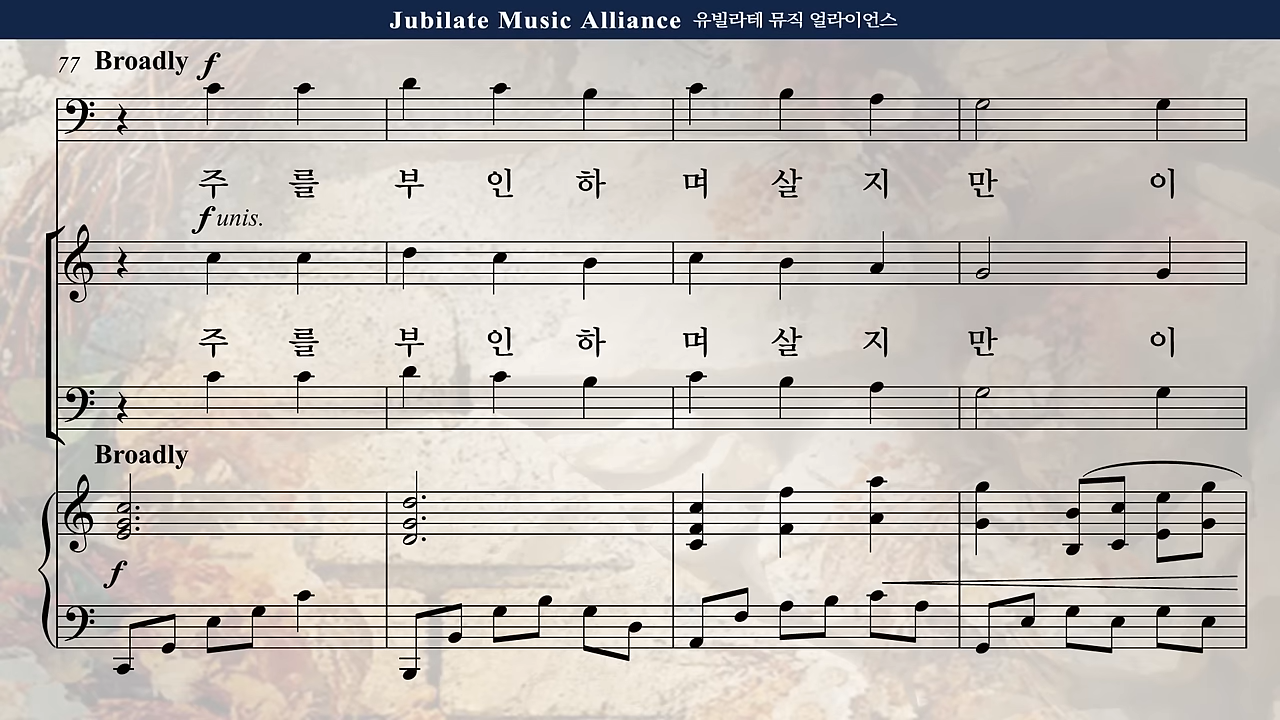 Jubilate Music Alliance 유빌라테 뮤직 얼라이언스
77 Broadly f
주 를 부 인 하 며 살 지 만 이
f unis.
주 를 부 인 하 며 살 지 만 이
Broadly
f